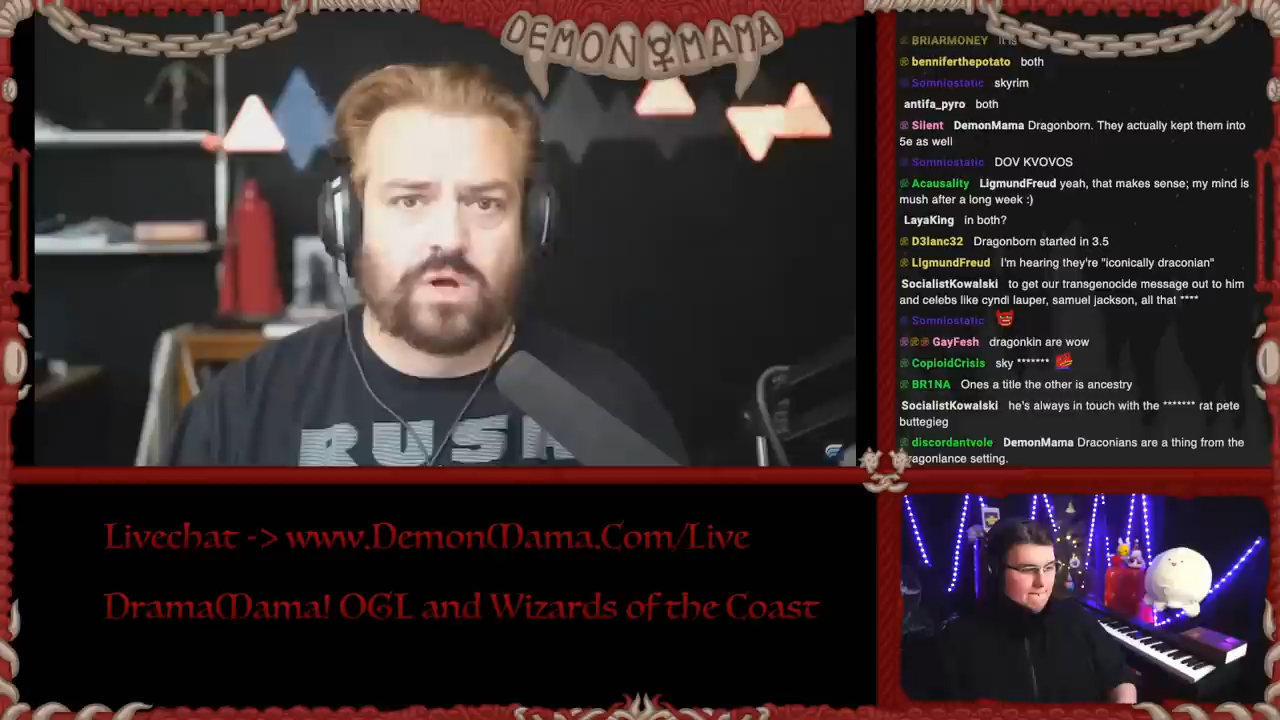 DEMON MAMA
BRIARMONEY it is
benniferthepotato both
Somniostatic skyrim
antifa_pyro both
Silent DemonMama Dragonborn. They actually kept them into
5e as well
Somniostatic DOV KVOVOS
Acausality LIgmundFreud yeah, that makes sense; my mind is
mush after a long week :)
LayaKing in both?
D3lanc32 Dragonborn started in 3.5
LIgmundFreud I'm hearing they're "iconically draconian"
SocialistKowalski to get our transgenocide message out to him
and celebs like cyndi lauper, samuel jackson, all that ****
Somniostatic
GayFesh dragonkin are wow
CopioidCrisis sky *******
BR1NA Ones a title the other is ancestry
SocialistKowalski he's always in touch with the ******* rat pete
buttegieg
discordantvole DemonMama Draconians are a thing from the
ragonlance setting.
RUSH
Livechat -> www.DemonMama.Com/Live
DramaMama! OGL and Wizards of the Coast